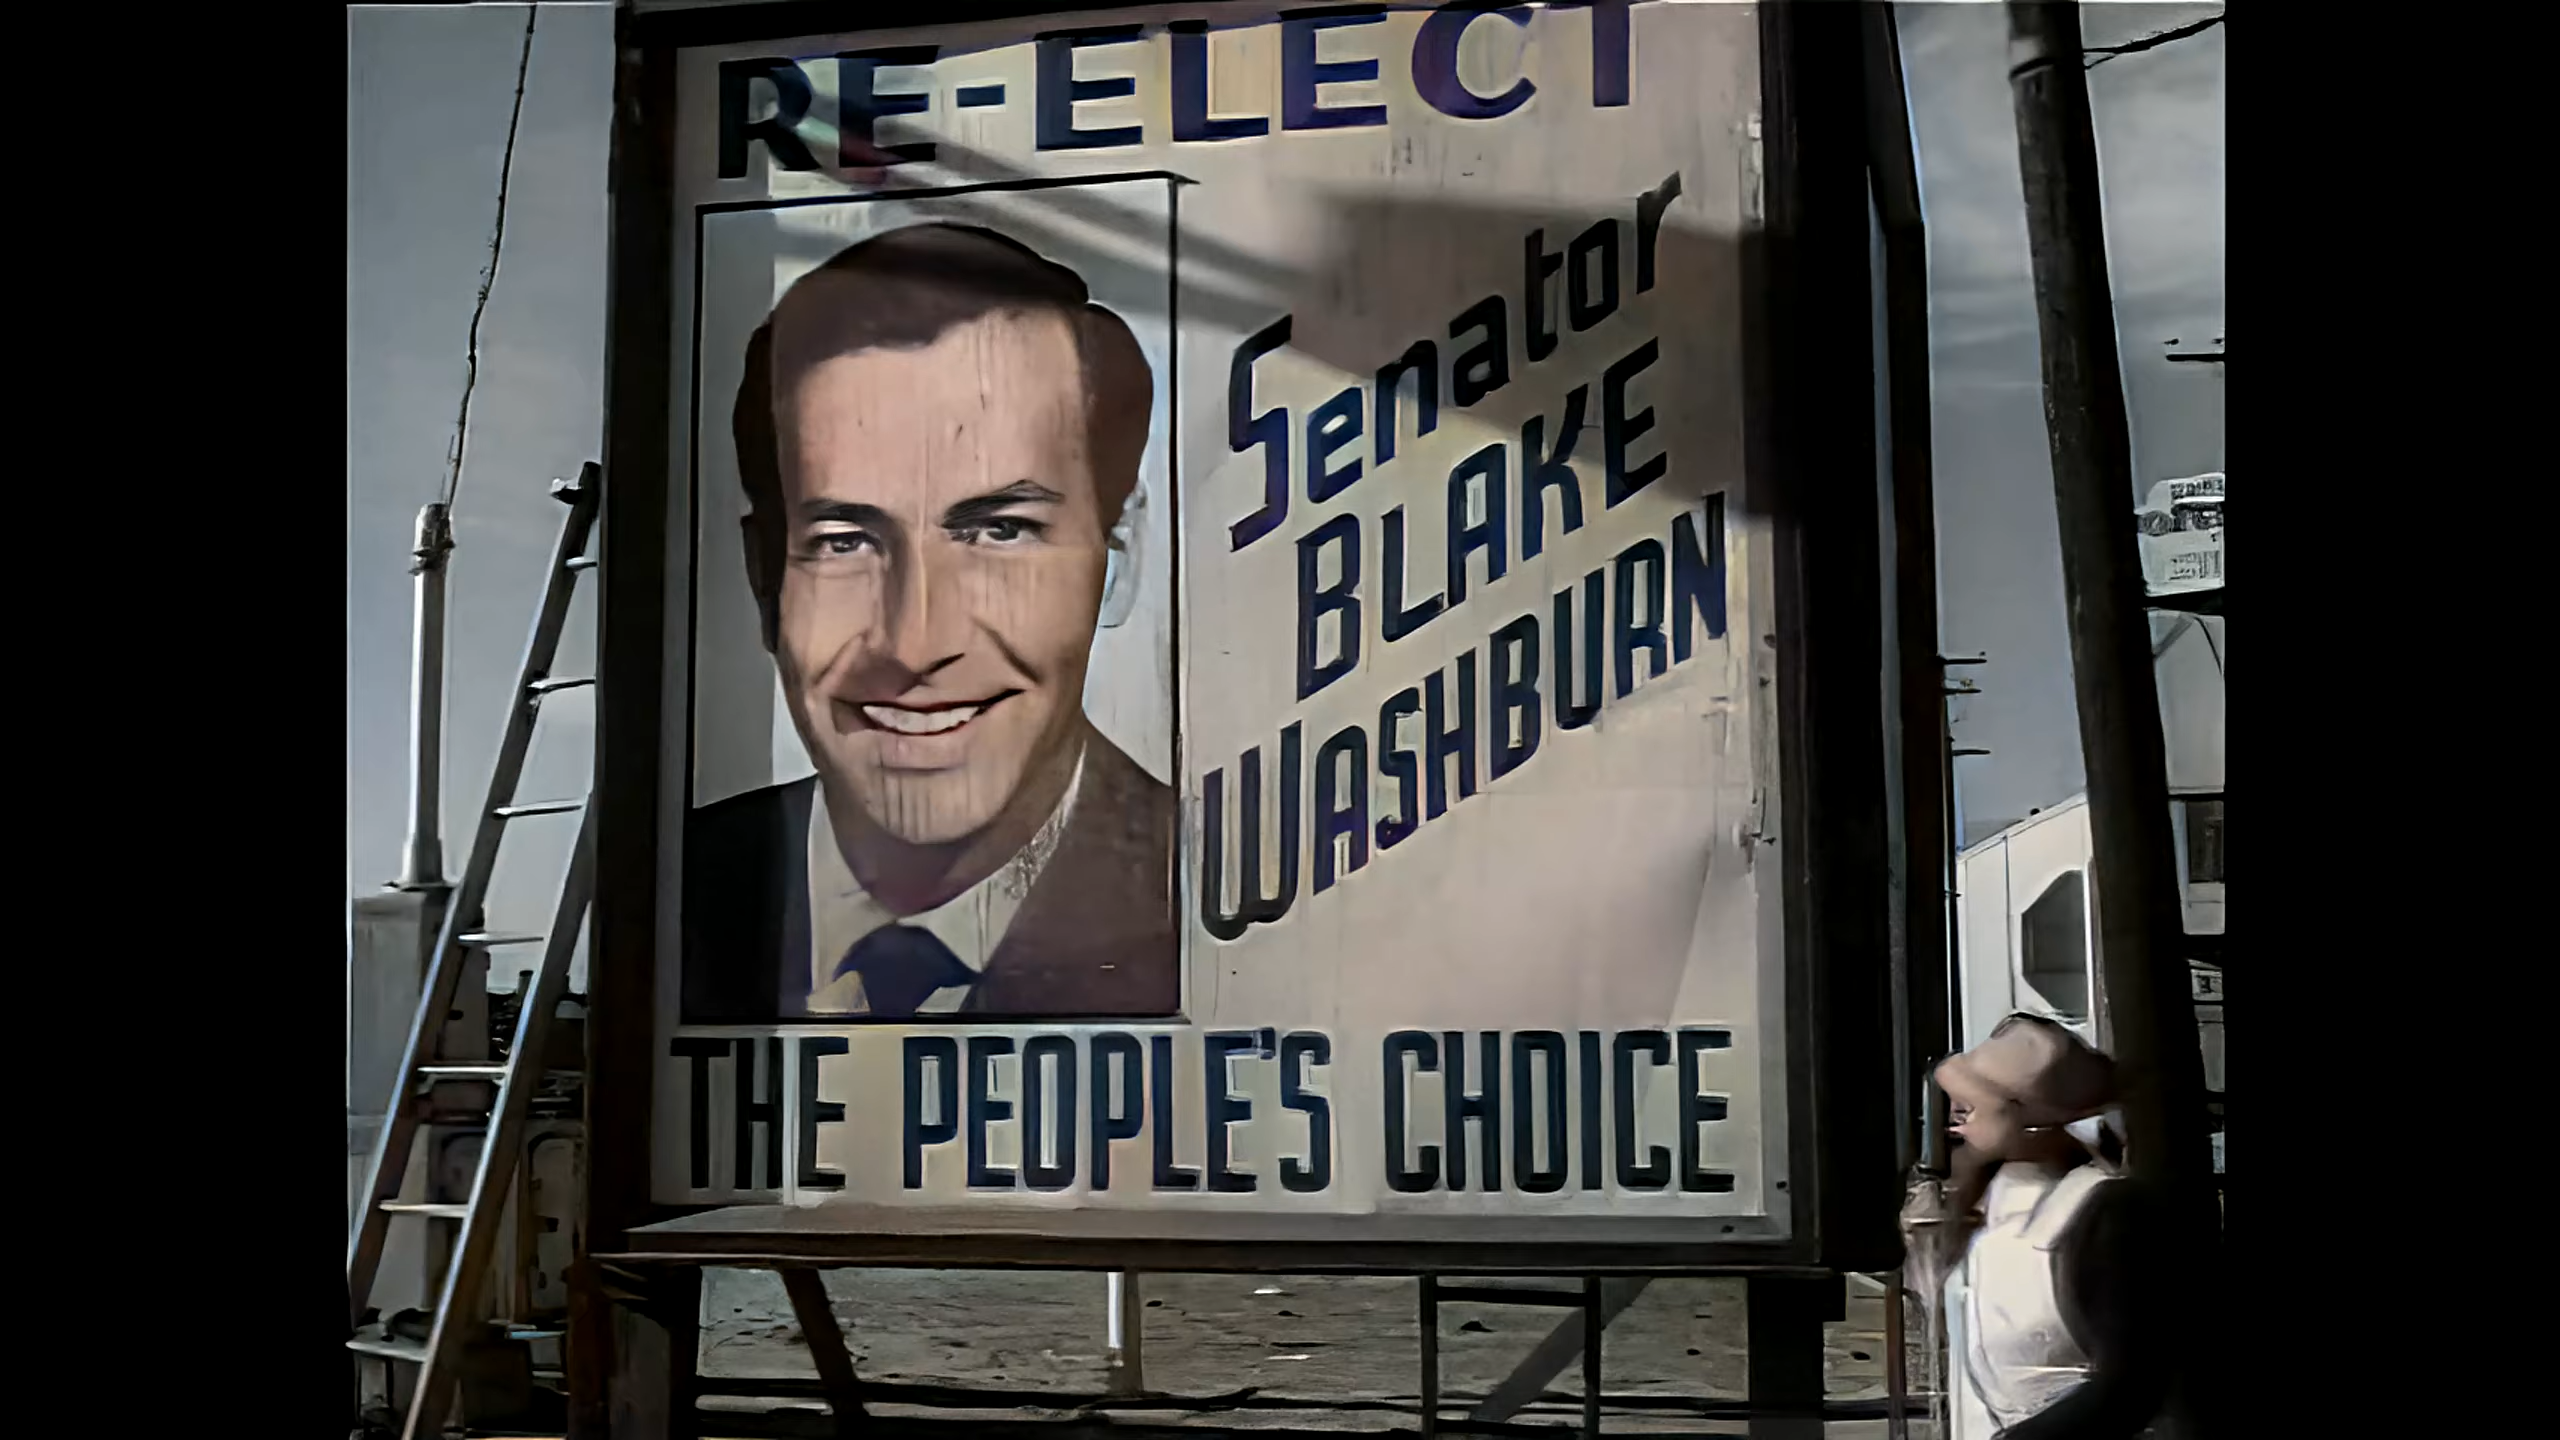 RE-ELECT
Senator
BLAKE
WASHBURN
THE PEOPLE'S CHOICE